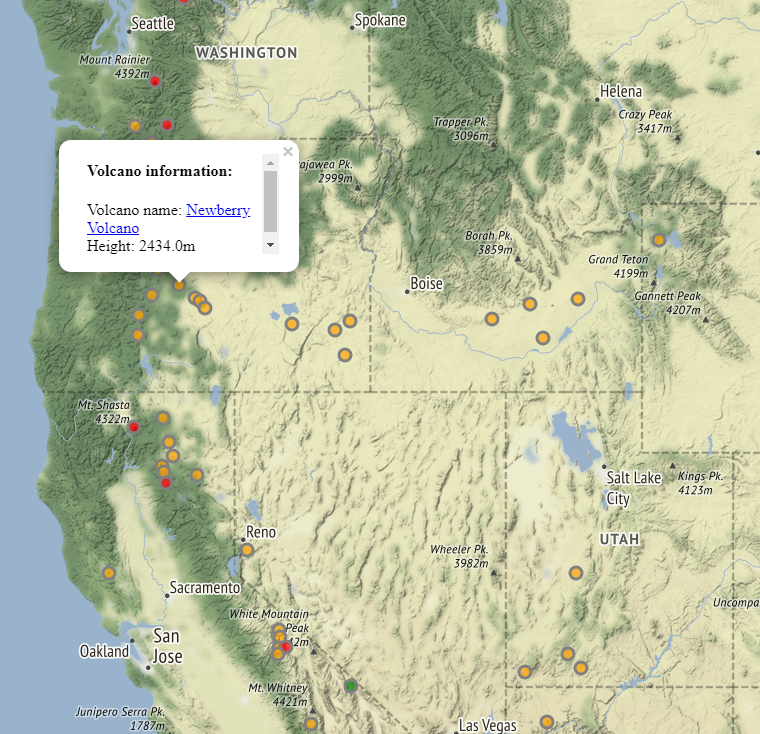 Seattle
Spokane
WASHINGTON
Mount Rainier
4392m
Helena
Crazy Peak
3417m
Trapper Pk.
3096m
×
Volcano information:
Volcano name: Newberry
Volcano
Height: 2434.0m
rajawea Pk.
2999m
Borah Pk.
3859m
Grand Teton
4199m
Gannett Peak
4207m
Boise
Mt. Shasta
4322m
Salt Lake
City
Kings Pk.
4123m
Reno
UTAH
Wheeler Pk.
3982m
Sacramento
Uncompa
White Mountain
Peak
42m
Oakland
San
Jose
Mt. Whitney
4421m
Junipero Serra Pk.
1787m
Las Vegas